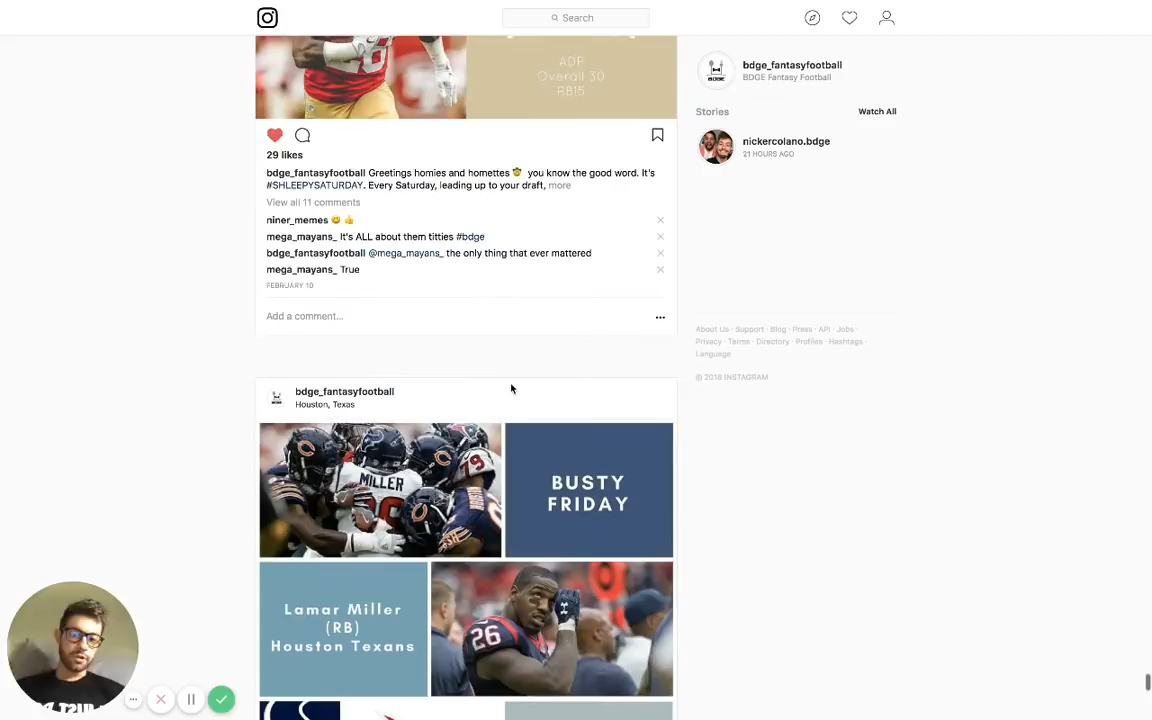 Search
ADP
Overall 30
RB15
29 likes
bdge_fantasyfootball Greetings homies and homettes 🤠 you know the good word. It's
#SHLEEPYSATURDAY. Every Saturday, leading up to your draft, more
View all 11 comments
niner_memes 😊 👍
mega_mayans_ It's ALL about them titties #bdge
bdge_fantasyfootball @mega_mayans_ the only thing that ever mattered
mega_mayans_ True
FEBRUARY 10
Add a comment...
bdge_fantasyfootball
Houston, Texas
MILLER
79
BUSTY
FRIDAY
Lamar Miller
(RB)
Houston Texans
26
bdge_fantasyfootball
BDGE Fantasy Football
Stories
Watch All
nickercolano.bdge
21 HOURS AGO
About Us · Support · Blog · Press · API · Jobs ·
Privacy · Terms · Directory · Profiles · Hashtags ·
Language
© 2018 INSTAGRAM